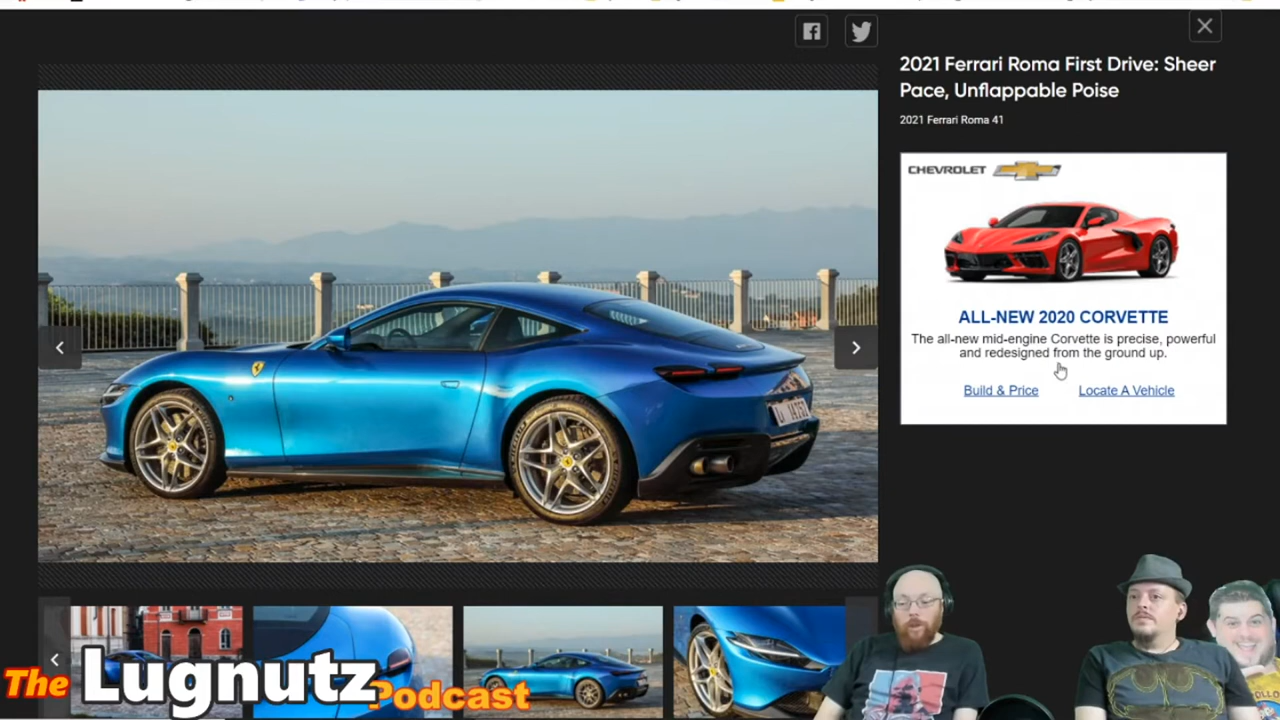 2021 Ferrari Roma First Drive: Sheer
Pace, Unflappable Poise
2021 Ferrari Roma 41
CHEVROLET
ALL-NEW 2020 CORVETTE
The all-new mid-engine Corvette is precise, powerful
and redesigned from the ground up.
Build & Price
Locate A Vehicle
The Lugnutz Podcast